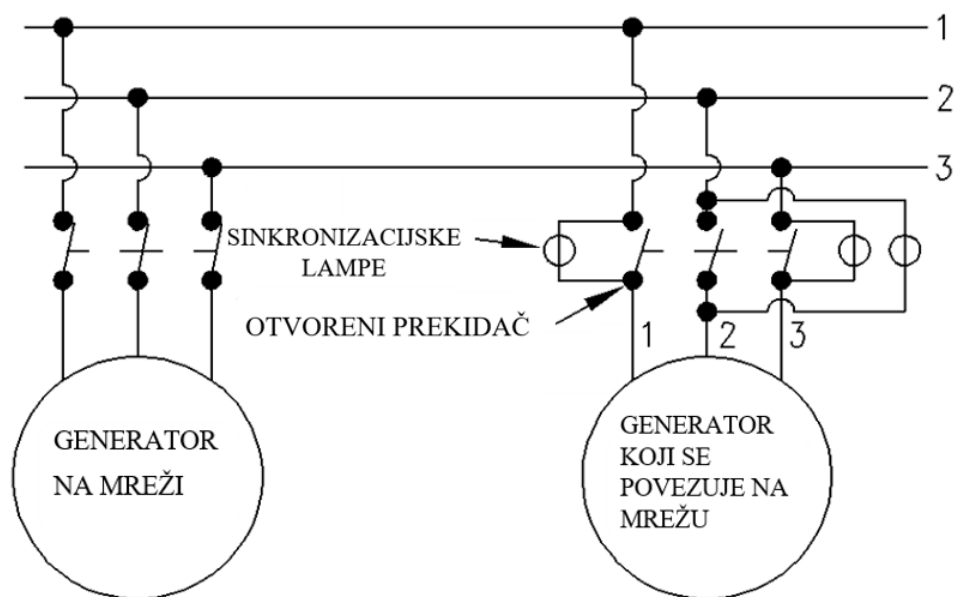 1
2
3
SINKRONIZACIJSKE
LAMPE
OTVORENI PREKIDAČ
1
2
3
GENERATOR
NA MREŽI
GENERATOR
KOJI SE
POVEZUJE NA
MREŽU